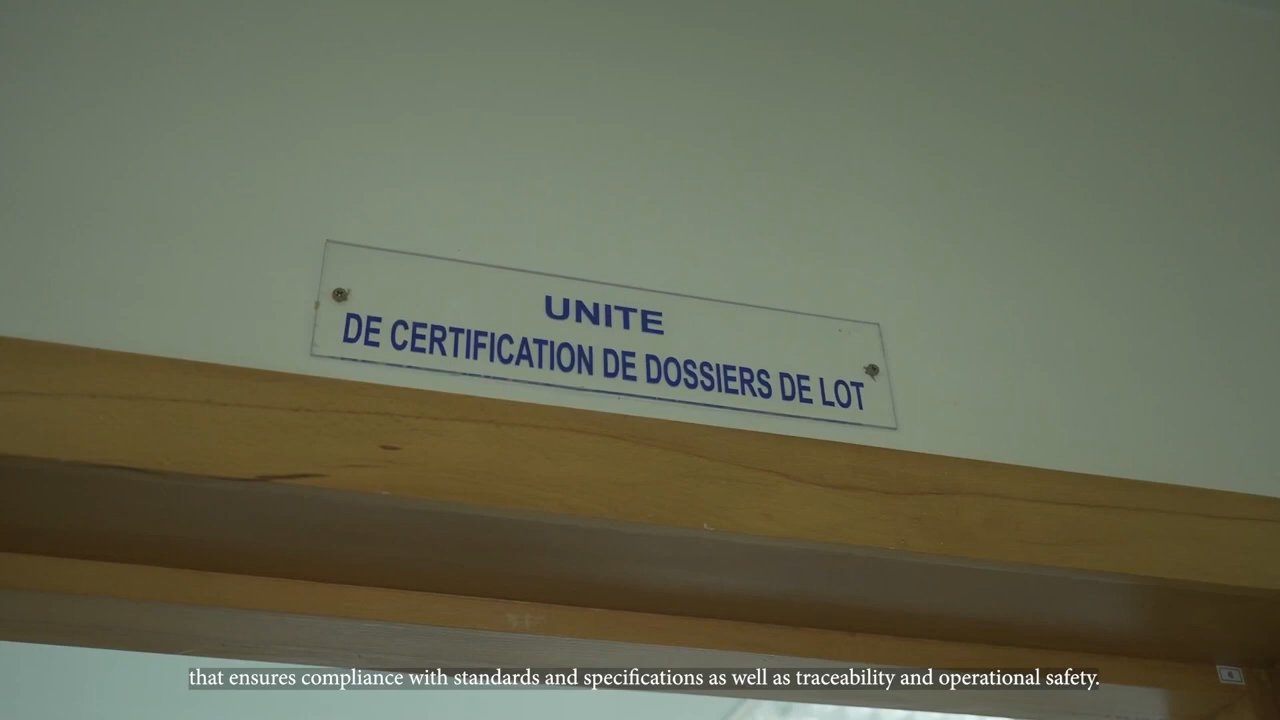 UNITE
DE CERTIFICATION DE DOSSIERS DE LOT
that ensures compliance with standards and specifications as well as traceability and operational safety.